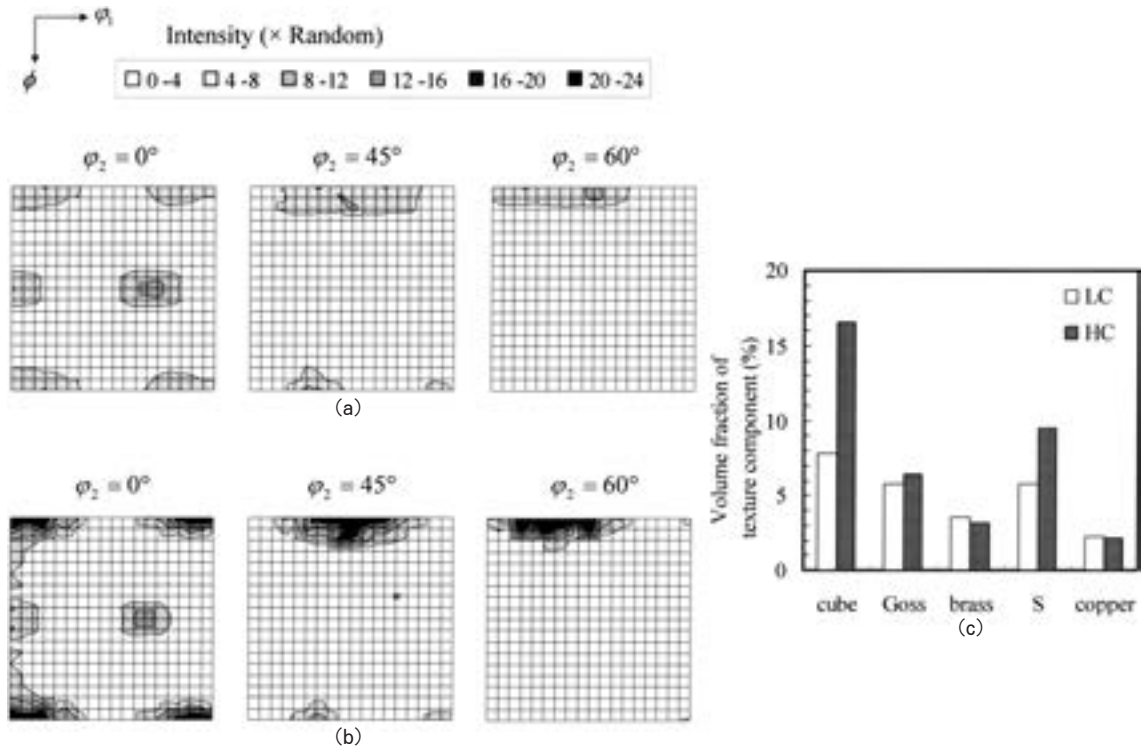 φ₁
Intensity (× Random)
ϕ
0 -4 4 -8 8 -12 12 -16 16 -20 20 -24
φ₂ = 0° φ₂ = 45° φ₂ = 60°
(a)
φ₂ = 0° φ₂ = 45° φ₂ = 60°
(b)
Volume fraction of
texture component (%)
20
15
10
5
0
LC
HC
cube Goss brass S copper
(c)